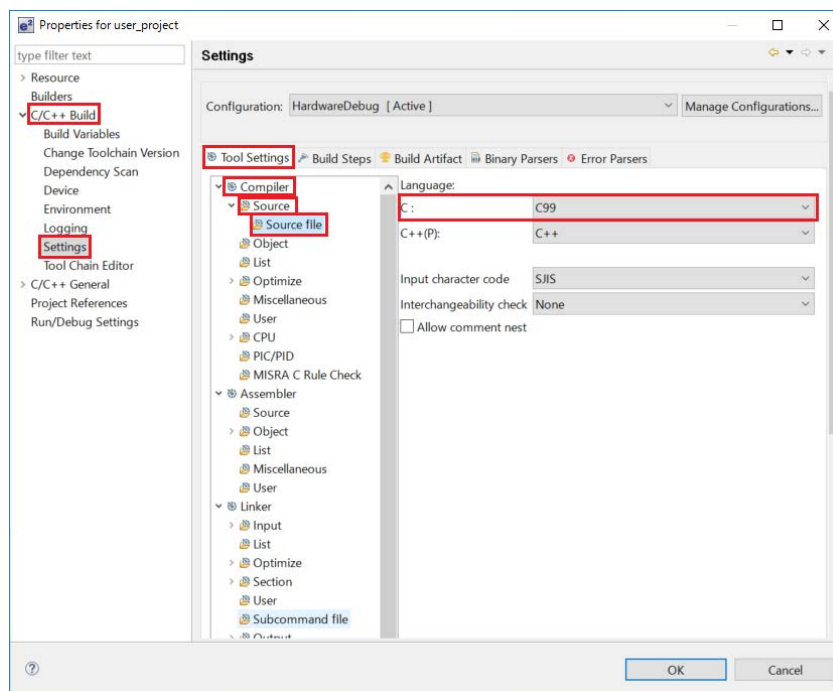 e² Properties for user_project
type filter text
Resource
Builders
C/C++ Build
Build Variables
Change Toolchain Version
Dependency Scan
Device
Environment
Logging
Settings
Tool Chain Editor
C/C++ General
Project References
Run/Debug Settings
Settings
Configuration: HardwareDebug [ Active ] Manage Configurations...
Tool Settings Build Steps Build Artifact Binary Parsers Error Parsers
Compiler
Source
Source file
Object
List
Optimize
Miscellaneous
User
CPU
PIC/PID
MISRA C Rule Check
Assembler
Source
Object
List
Miscellaneous
User
Linker
Input
List
Optimize
Section
User
Subcommand file
Output
Language:
C : C99
C++(P): C++
Input character code SJIS
Interchangeability check None
Allow comment nest
? OK Cancel